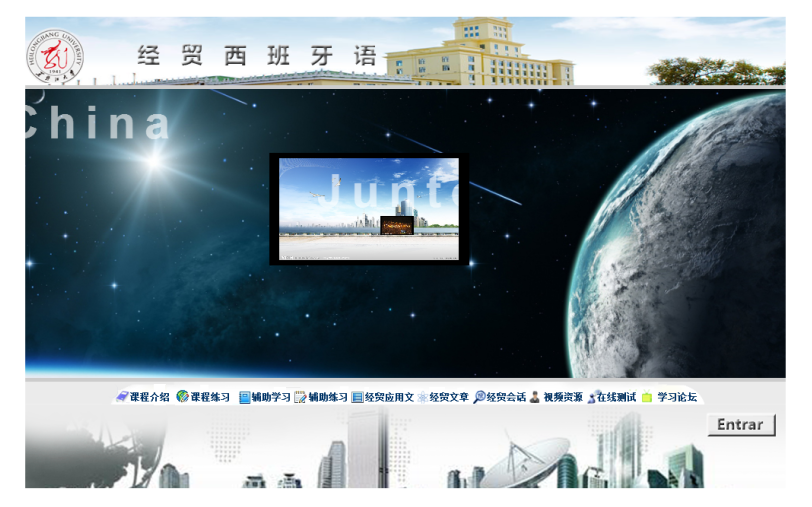 HEILONGJIANG UNIVERSITY
1941
经贸西班牙语
China
Junto
课程介绍 课程练习 辅助学习 辅助练习 经贸应用文 经贸文章 经贸会话 视频资源 在线测试 学习论坛
Entrar